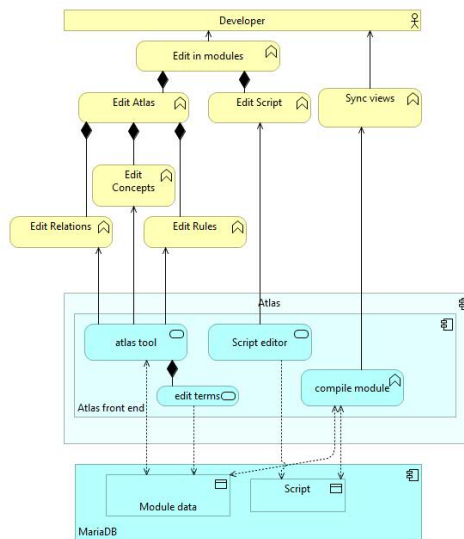 Developer
Edit in modules
Edit Atlas
Edit Script
Sync views
Edit
Concepts
Edit Relations
Edit Rules
Atlas
atlas tool
Script editor
compile module
edit terms
Atlas front end
Script
Module data
MariaDB